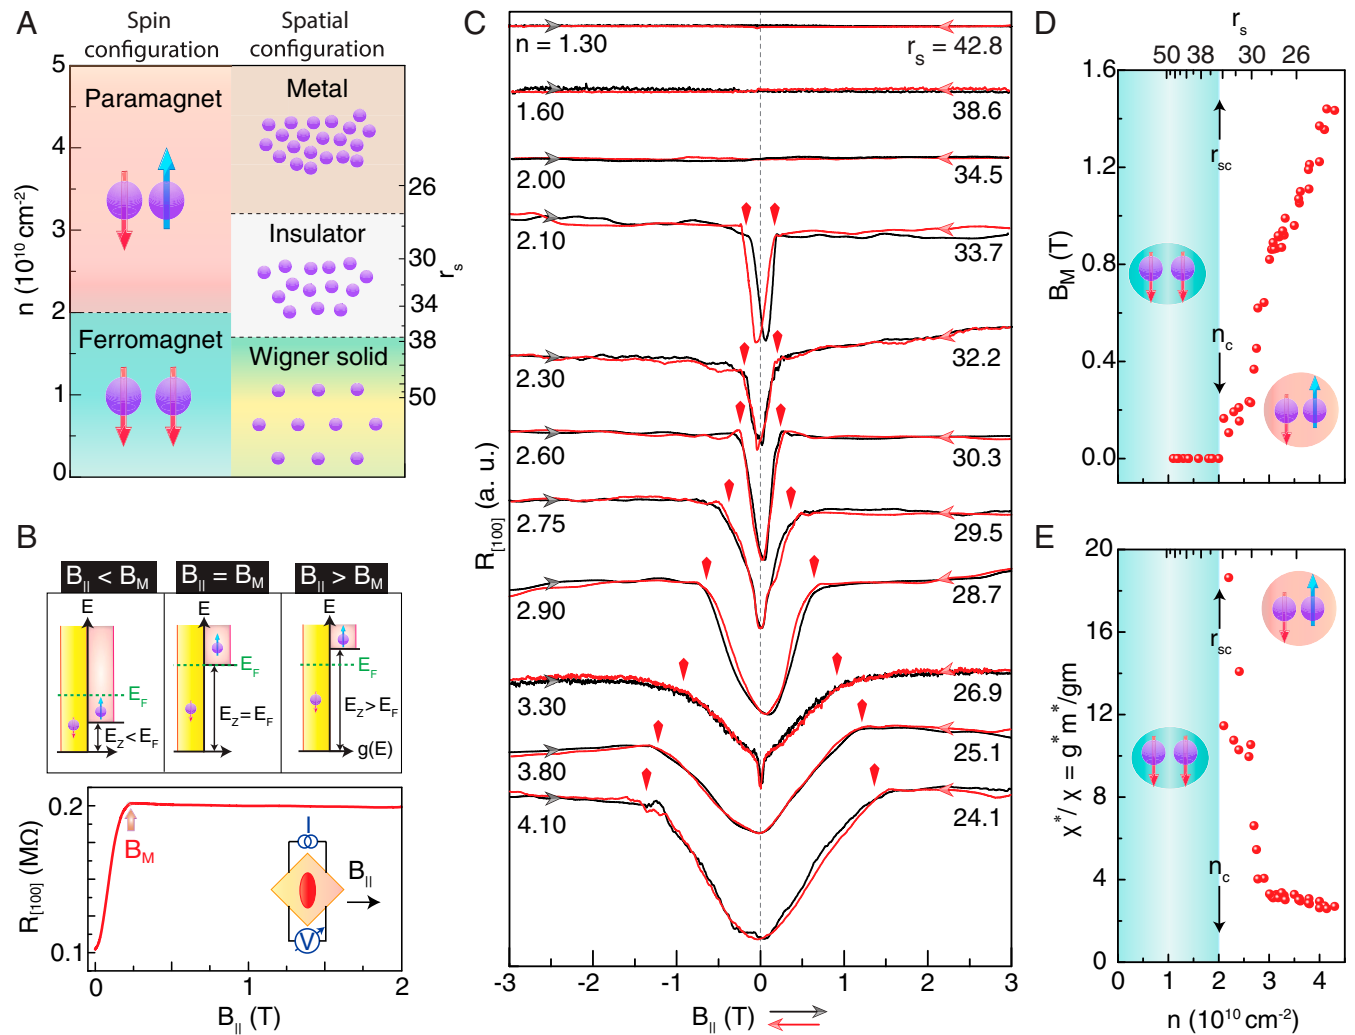 A
Spin
configuration
Spatial
configuration
5
4
3
2
1
0
n (10¹⁰ cm⁻²)
Paramagnet
Ferromagnet
Metal
Insulator
Wigner solid
26
30
34
38
50
r_s
B
B_|| < B_M
B_|| = B_M
B_|| > B_M
E
E_F
E_Z<E_F
E
E_F
E_Z=E_F
E
E_F
E_Z>E_F
g(E)
0.2
0.1
R_[100] (MΩ)
B_M
I
V
B_||
0
1
2
B_|| (T)
C
n = 1.30
r_s = 42.8
1.60
38.6
2.00
34.5
2.10
33.7
2.30
32.2
2.60
30.3
2.75
29.5
2.90
28.7
3.30
26.9
3.80
25.1
4.10
24.1
R_[100] (a. u.)
-3
-2
-1
0
1
2
3
B_|| (T)
D
r_s
50
38
30
26
1.6
1.2
0.8
0.4
0.0
B_M (T)
r_sc
n_c
E
20
16
12
8
4
0
χ*/ χ = g*m*/gm
r_sc
n_c
0
1
2
3
4
n (10¹⁰ cm⁻²)